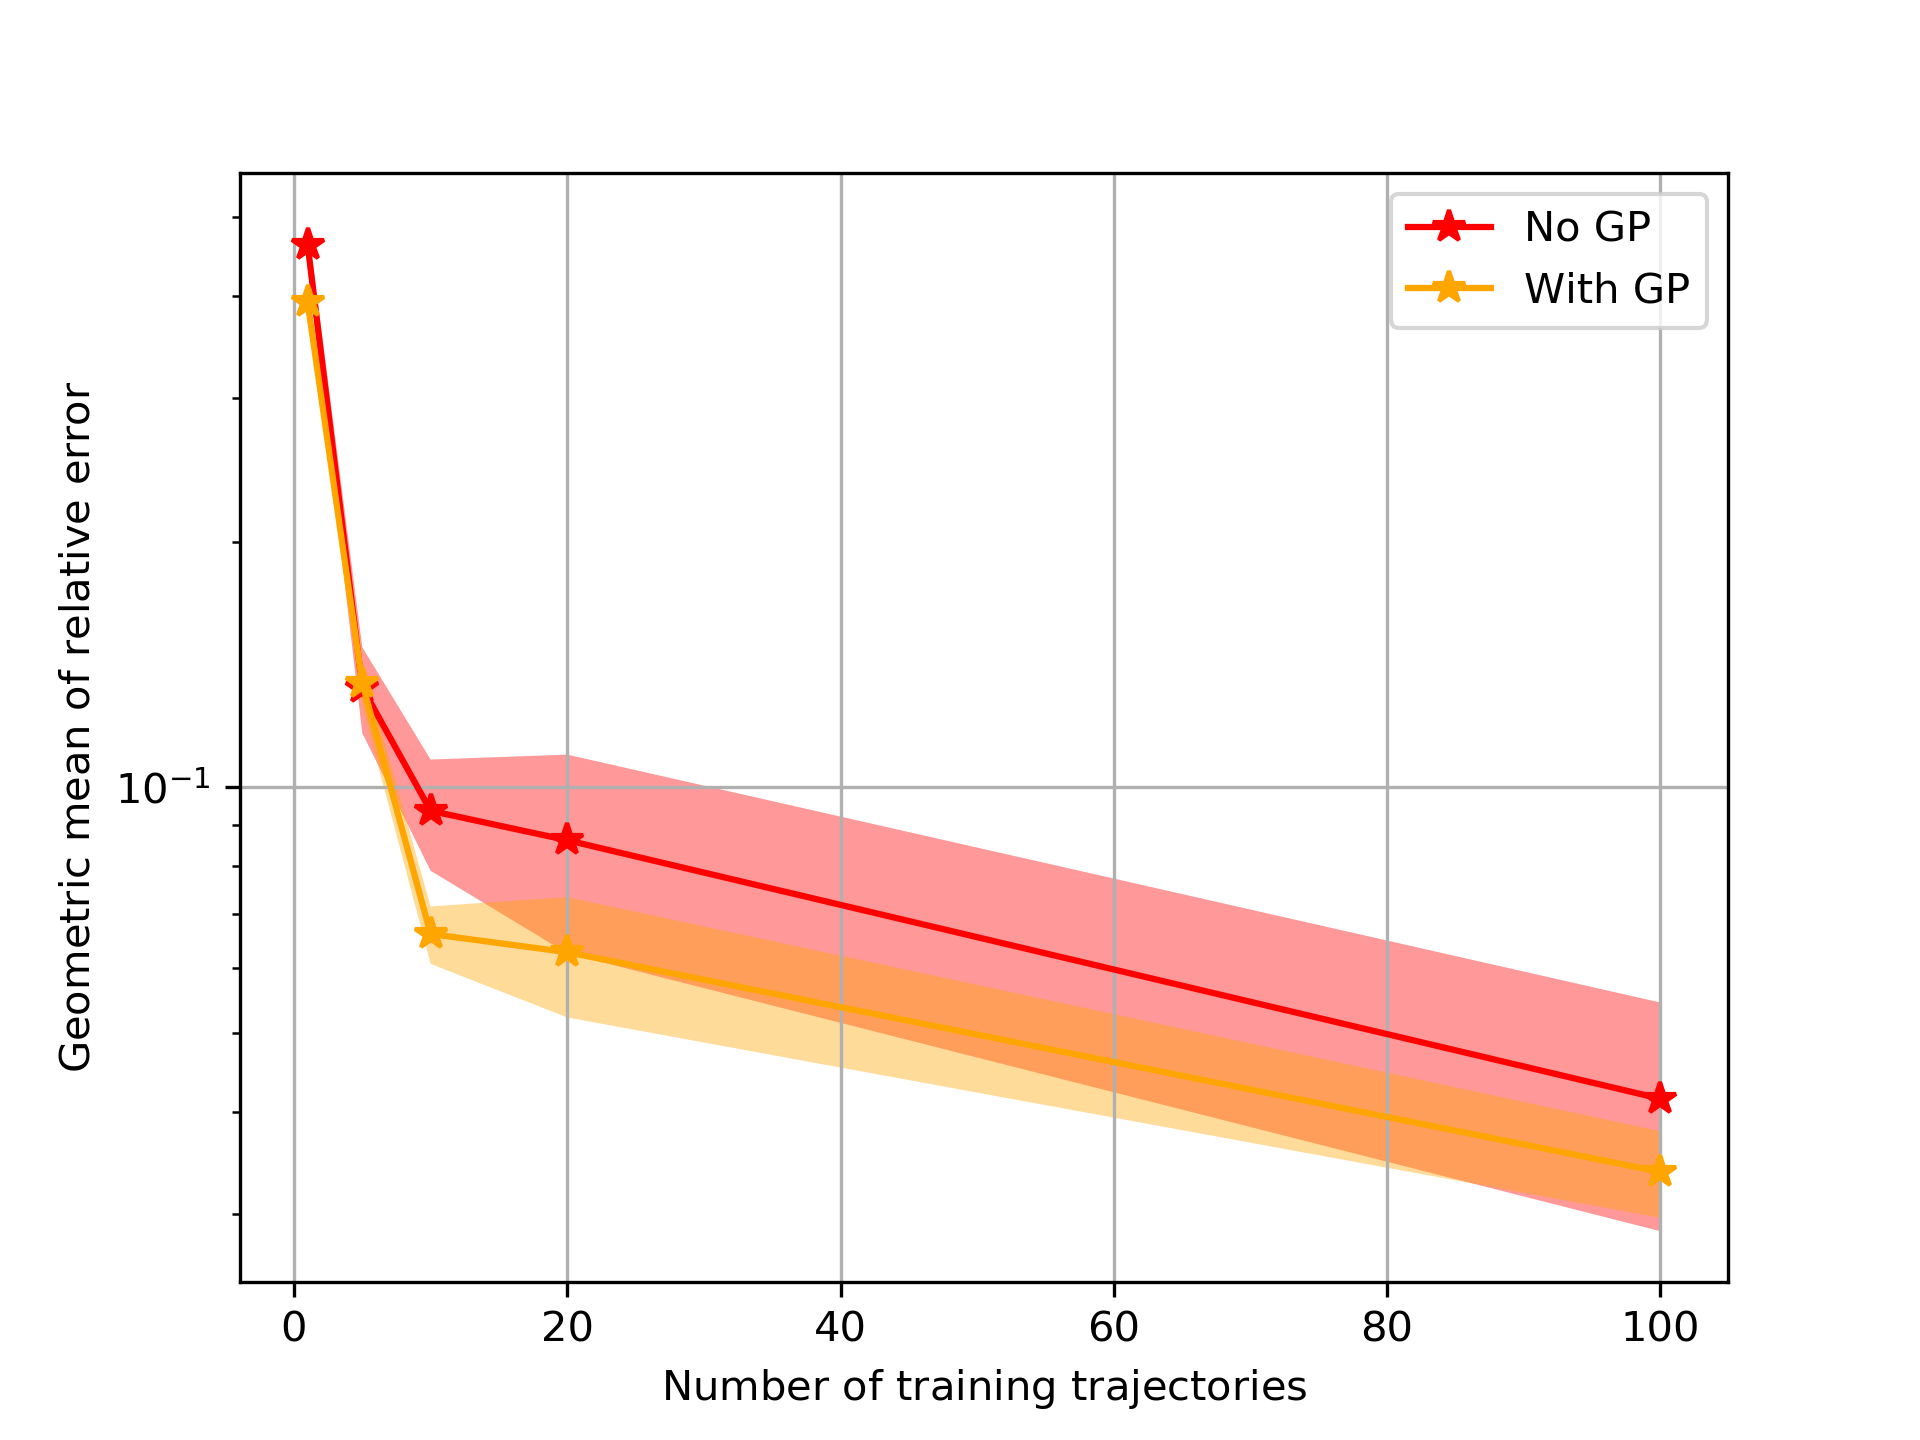 No GP
With GP
Geometric mean of relative error
10⁻¹
0 20 40 60 80 100
Number of training trajectories